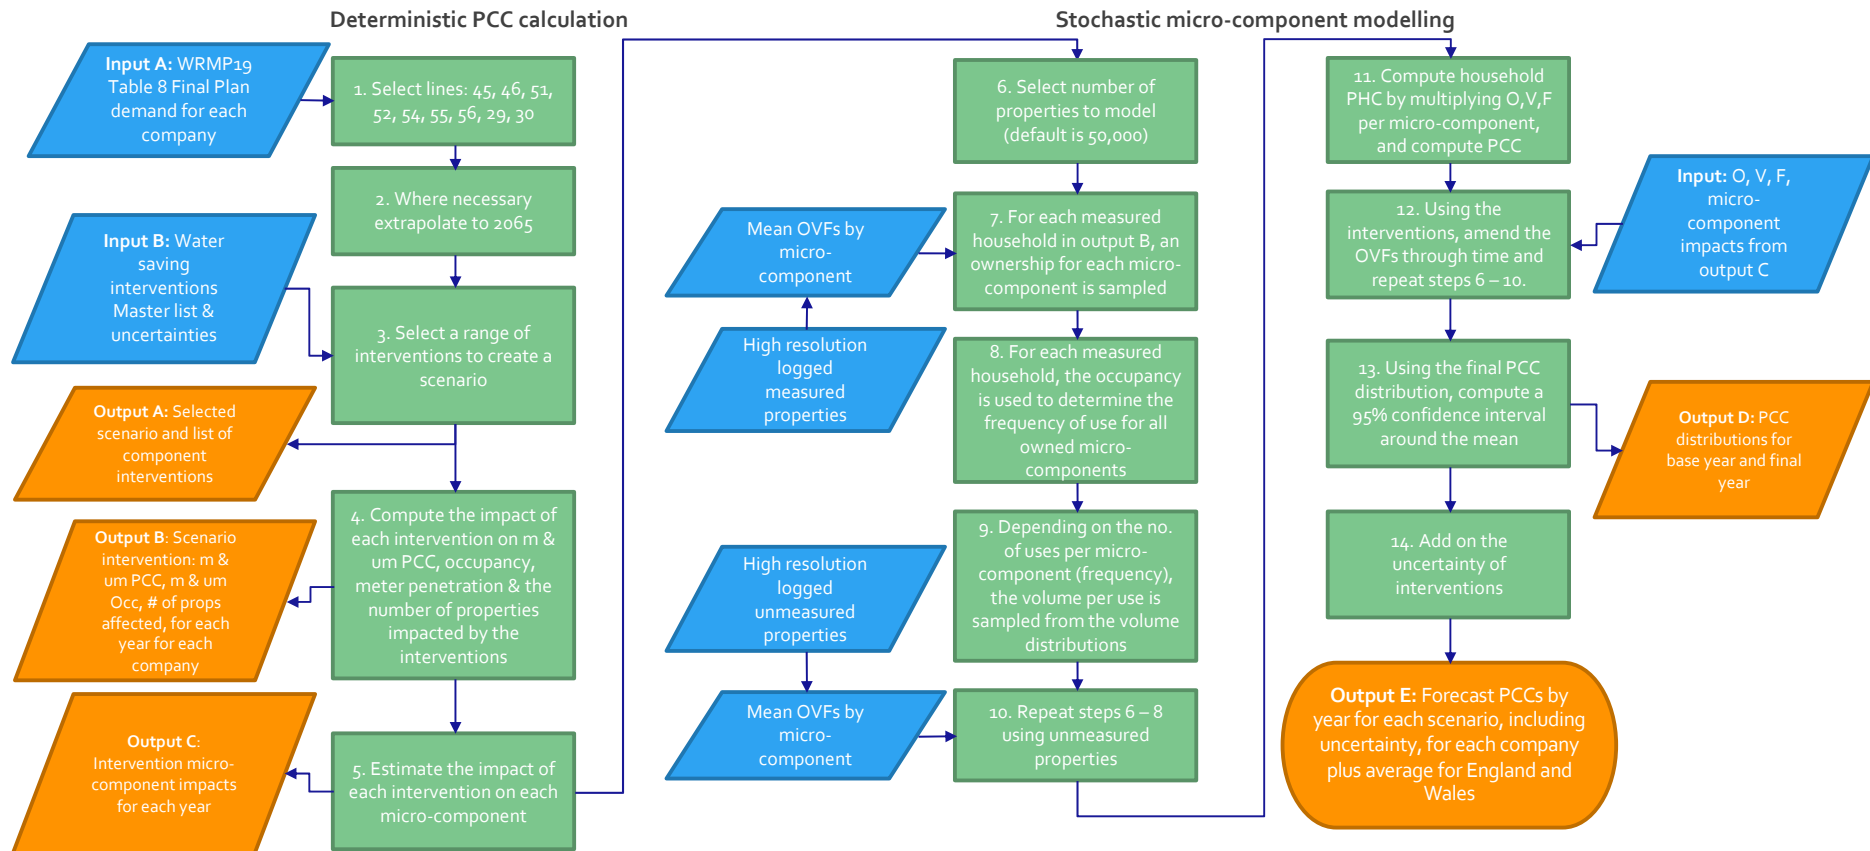 Deterministic PCC calculation
Stochastic micro-component modelling
Input A: WRMP19
Table 8 Final Plan
demand for each
company
1. Select lines: 45, 46, 51,
52, 54, 55, 56, 29, 30
2. Where necessary
extrapolate to 2065
Input B: Water
saving
interventions
Master list &
uncertainties
3. Select a range of
interventions to create a
scenario
Output A: Selected
scenario and list of
component
interventions
4. Compute the impact of
each intervention on m &
um PCC, occupancy,
meter penetration & the
number of properties
impacted by the
interventions
Output B: Scenario
intervention: m &
um PCC, m & um
Occ, # of props
affected, for each
year for each
company
Output C:
Intervention micro-
component impacts
for each year
5. Estimate the impact of
each intervention on each
micro-component
6. Select number of
properties to model
(default is 50,000)
Mean OVFs by
micro-
component
7. For each measured
household in output B, an
ownership for each micro-
component is sampled
High resolution
logged
measured
properties
8. For each measured
household, the occupancy
is used to determine the
frequency of use for all
owned micro-
components
9. Depending on the no.
of uses per micro-
component (frequency),
the volume per use is
sampled from the volume
distributions
High resolution
logged
unmeasured
properties
Mean OVFs by
micro-
component
10. Repeat steps 6 – 8
using unmeasured
properties
11. Compute household
PHC by multiplying O,V,F
per micro-component,
and compute PCC
Input: O, V, F,
micro-
component
impacts from
output C
12. Using the
interventions, amend the
OVFs through time and
repeat steps 6 – 10.
13. Using the final PCC
distribution, compute a
95% confidence interval
around the mean
Output D: PCC
distributions for
base year and final
year
14. Add on the
uncertainty of
interventions
Output E: Forecast PCCs by
year for each scenario, including
uncertainty, for each company
plus average for England and
Wales